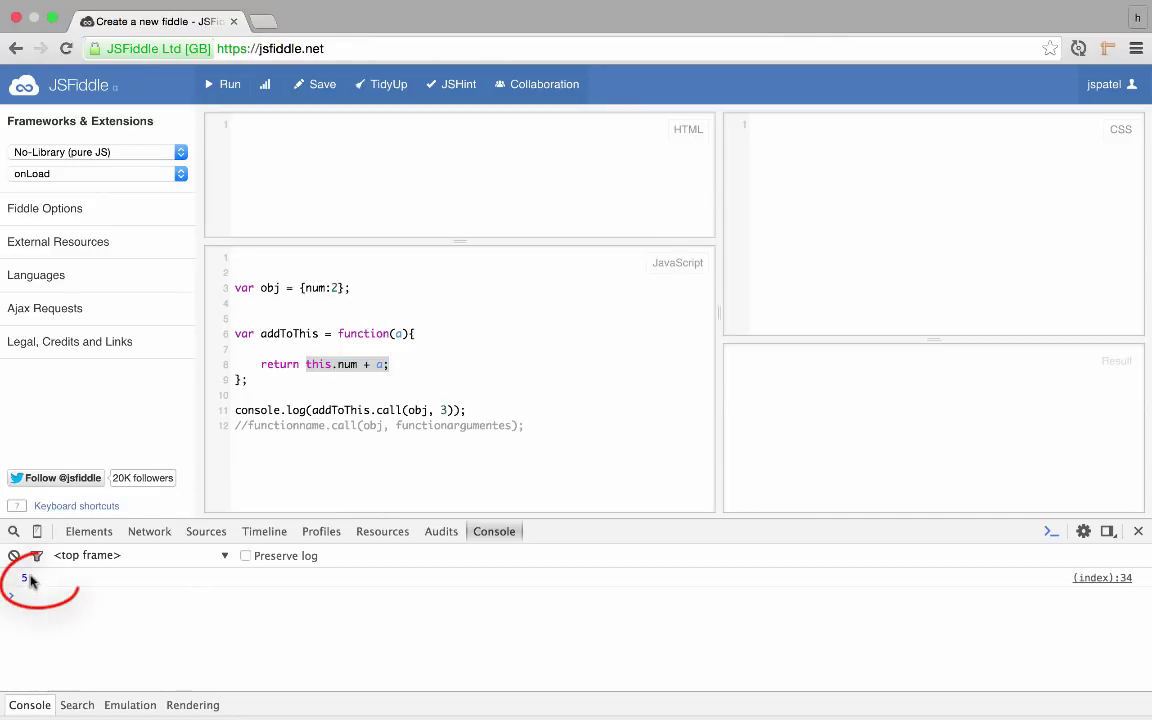 Create a new fiddle - JSFi
h
JSFiddle Ltd [GB] https://jsfiddle.net
JSFiddle α
Run
Save
TidyUp
JSHint
Collaboration
jspatel
Frameworks & Extensions
No-Library (pure JS)
onLoad
Fiddle Options
External Resources
Languages
Ajax Requests
Legal, Credits and Links
Follow @jsfiddle 20K followers
7 Keyboard shortcuts
1 HTML
1 CSS
JavaScript
1
2
3 var obj = {num:2};
4
5
6 var addToThis = function(a){
7
8 return this.num + a;
9 };
10
11 console.log(addToThis.call(obj, 3));
12 //functionname.call(obj, functionargumentes);
Result
Elements Network Sources Timeline Profiles Resources Audits Console
<top frame> Preserve log
5 (index):34
Console Search Emulation Rendering